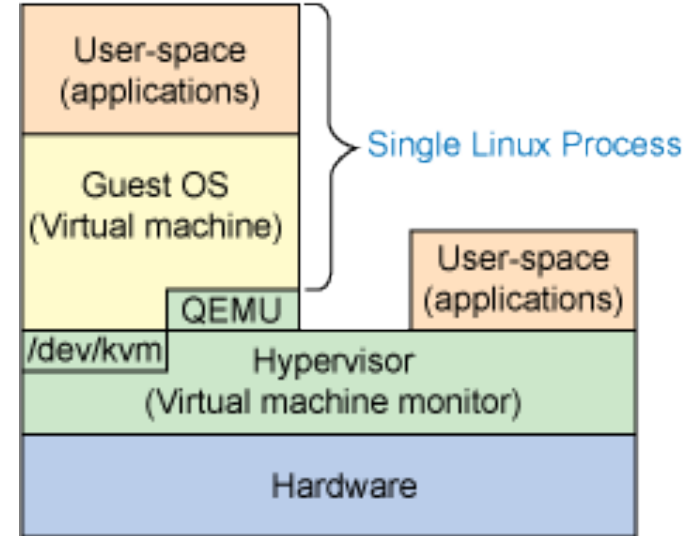 User-space
(applications)
Single Linux Process
Guest OS
(Virtual machine)
User-space
(applications)
QEMU
/dev/kvm
Hypervisor
(Virtual machine monitor)
Hardware